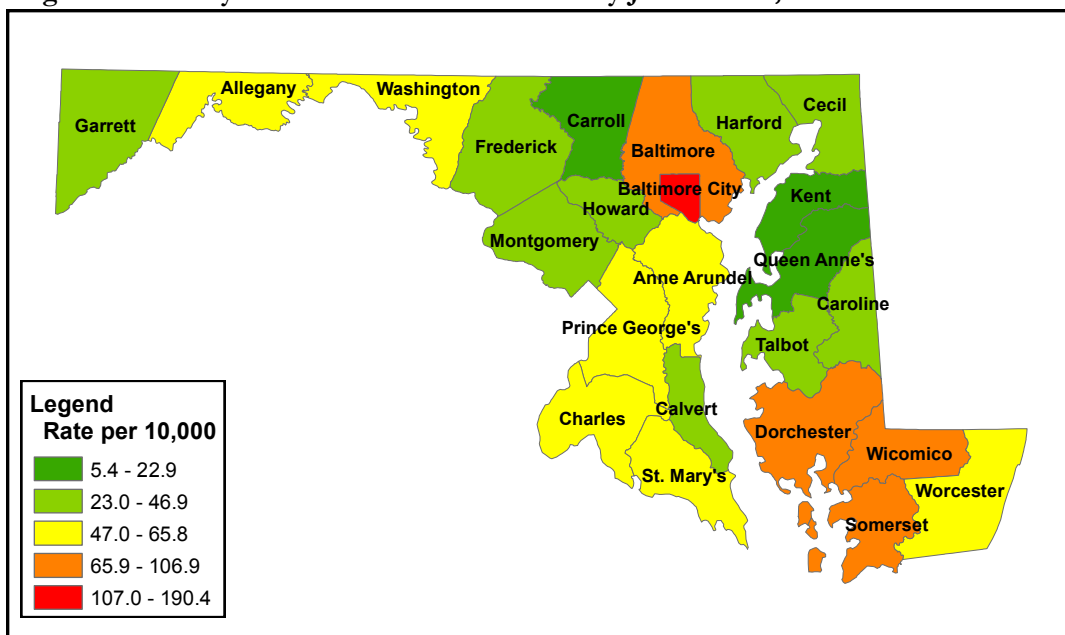 Allegany
Washington
Garrett
Carroll
Cecil
Harford
Frederick
Baltimore
Baltimore City
Kent
Howard
Montgomery
Queen Anne's
Anne Arundel
Caroline
Prince George's
Talbot
Charles
Calvert
Dorchester
Wicomico
St. Mary's
Worcester
Somerset
Legend
Rate per 10,000
5.4 - 22.9
23.0 - 46.9
47.0 - 65.8
65.9 - 106.9
107.0 - 190.4